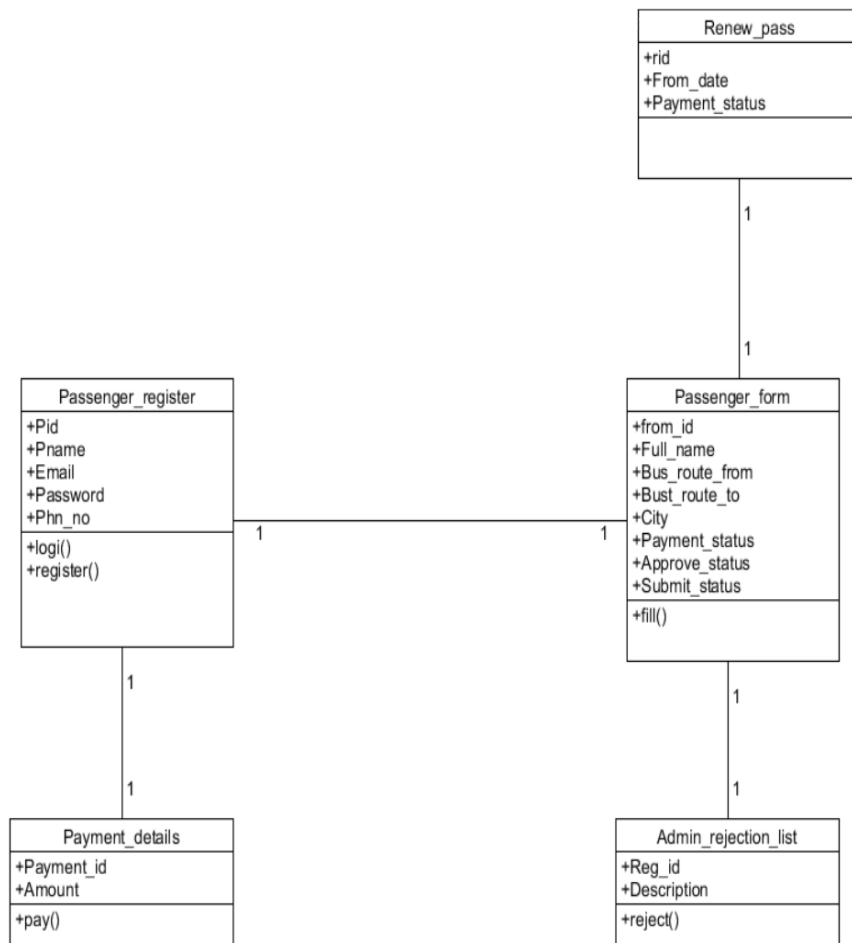 Renew_pass
+rid
+From_date
+Payment_status
1
1
Passenger_register
+Pid
+Pname
+Email
+Password
+Phn_no
+logi()
+register()
Passenger_form
+from_id
+Full_name
+Bus_route_from
+Bust_route_to
+City
+Payment_status
+Approve_status
+Submit_status
+fill()
1
1
1
1
1
1
Payment_details
+Payment_id
+Amount
+pay()
Admin_rejection_list
+Reg_id
+Description
+reject()